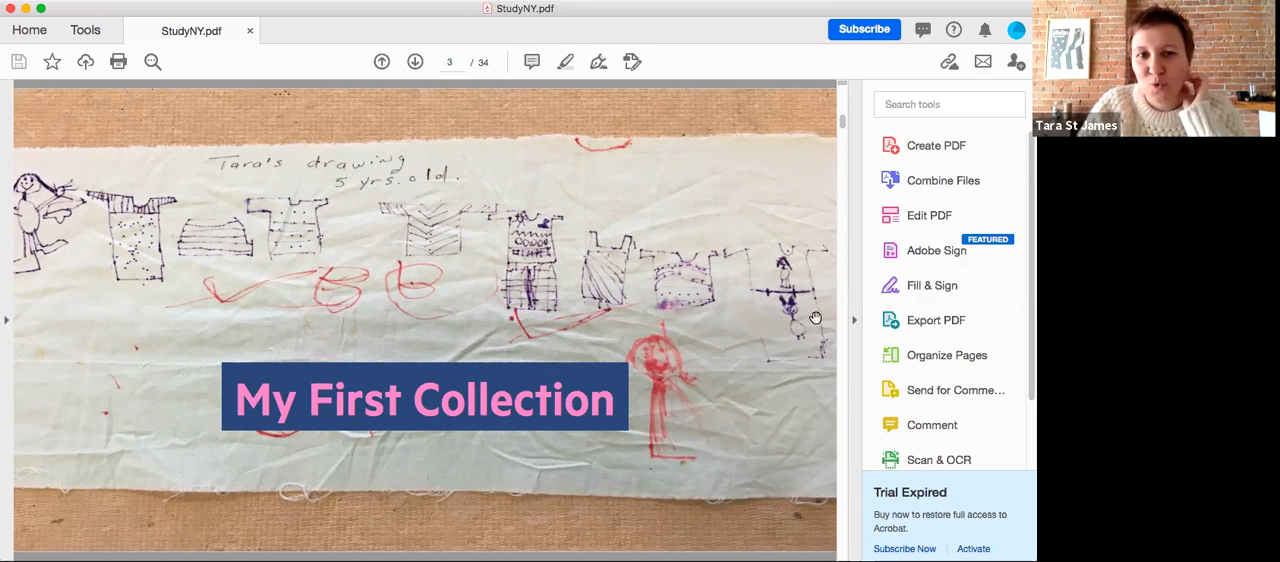 StudyNY.pdf
Home
Tools
StudyNY.pdf
×
Subscribe
3 / 34
Tara's drawing
5 yrs. old.
My First Collection
Search tools
Create PDF
Combine Files
Edit PDF
FEATURED
Adobe Sign
Fill & Sign
Export PDF
Organize Pages
Send for Comme...
Comment
Scan & OCR
Trial Expired
Buy now to restore full access to
Acrobat.
Subscribe Now
Activate
Tara St James